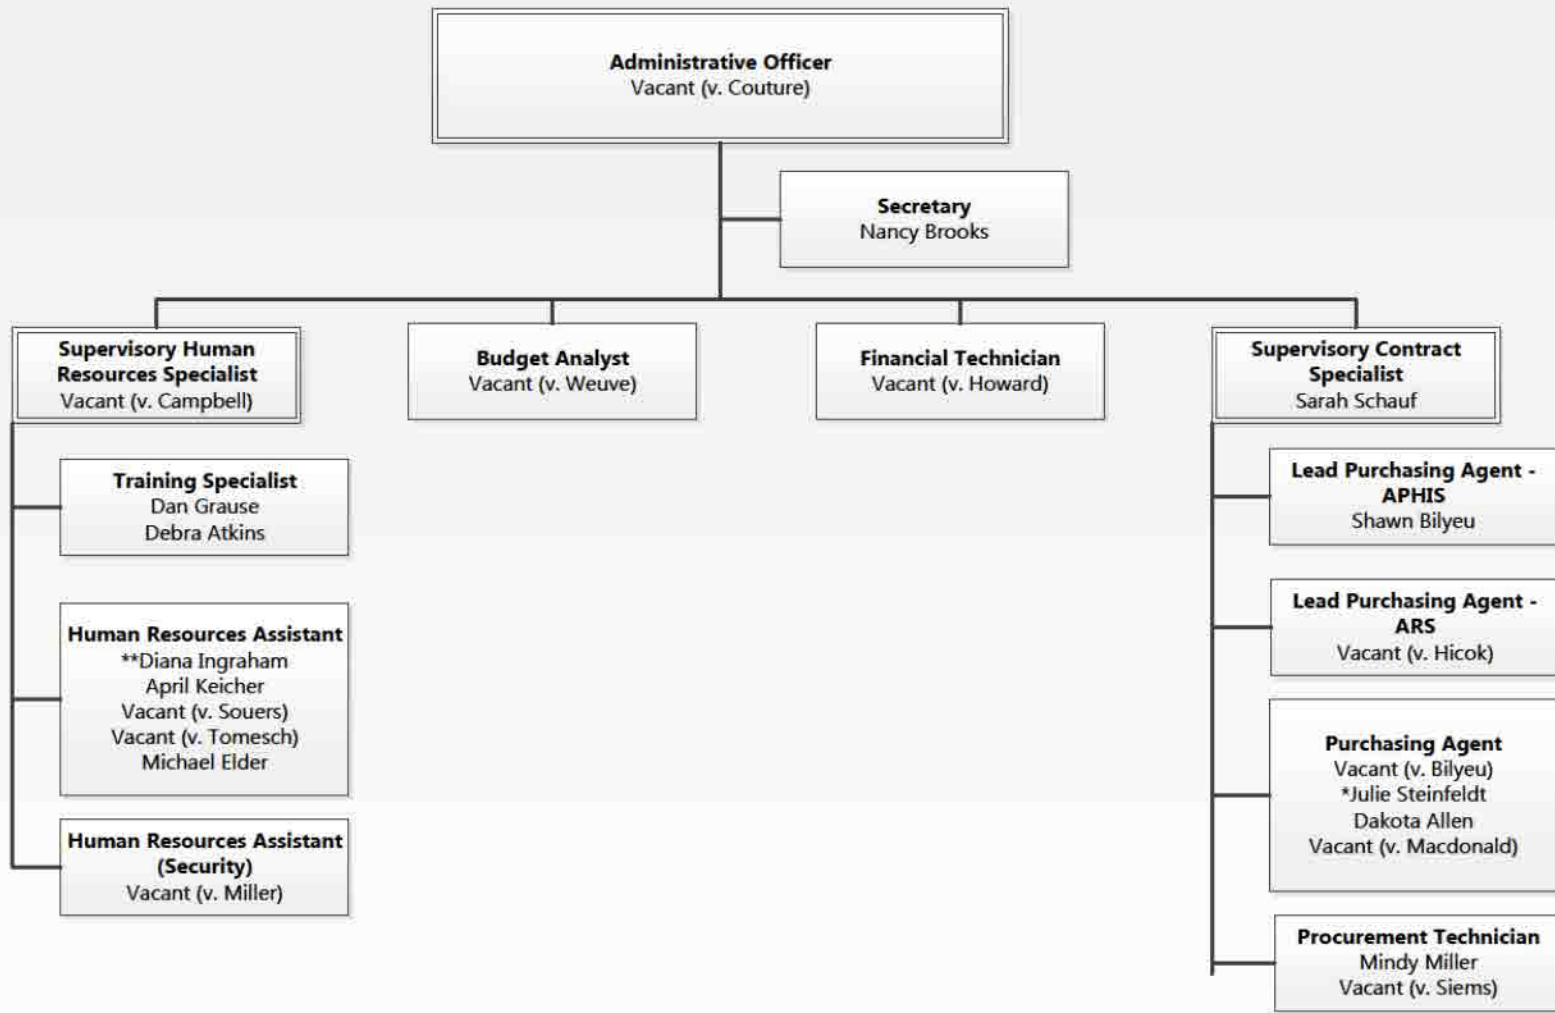 Administrative Officer
Vacant (v. Couture)
Secretary
Nancy Brooks
Supervisory Human
Resources Specialist
Vacant (v. Campbell)
Budget Analyst
Vacant (v. Weuve)
Financial Technician
Vacant (v. Howard)
Supervisory Contract
Specialist
Sarah Schauf
Training Specialist
Dan Grause
Debra Atkins
Human Resources Assistant
**Diana Ingraham
April Keicher
Vacant (v. Souers)
Vacant (v. Tomesch)
Michael Elder
Human Resources Assistant
(Security)
Vacant (v. Miller)
Lead Purchasing Agent -
APHIS
Shawn Bilyeu
Lead Purchasing Agent -
ARS
Vacant (v. Hicok)
Purchasing Agent
Vacant (v. Bilyeu)
*Julie Steinfeldt
Dakota Allen
Vacant (v. Macdonald)
Procurement Technician
Mindy Miller
Vacant (v. Siems)